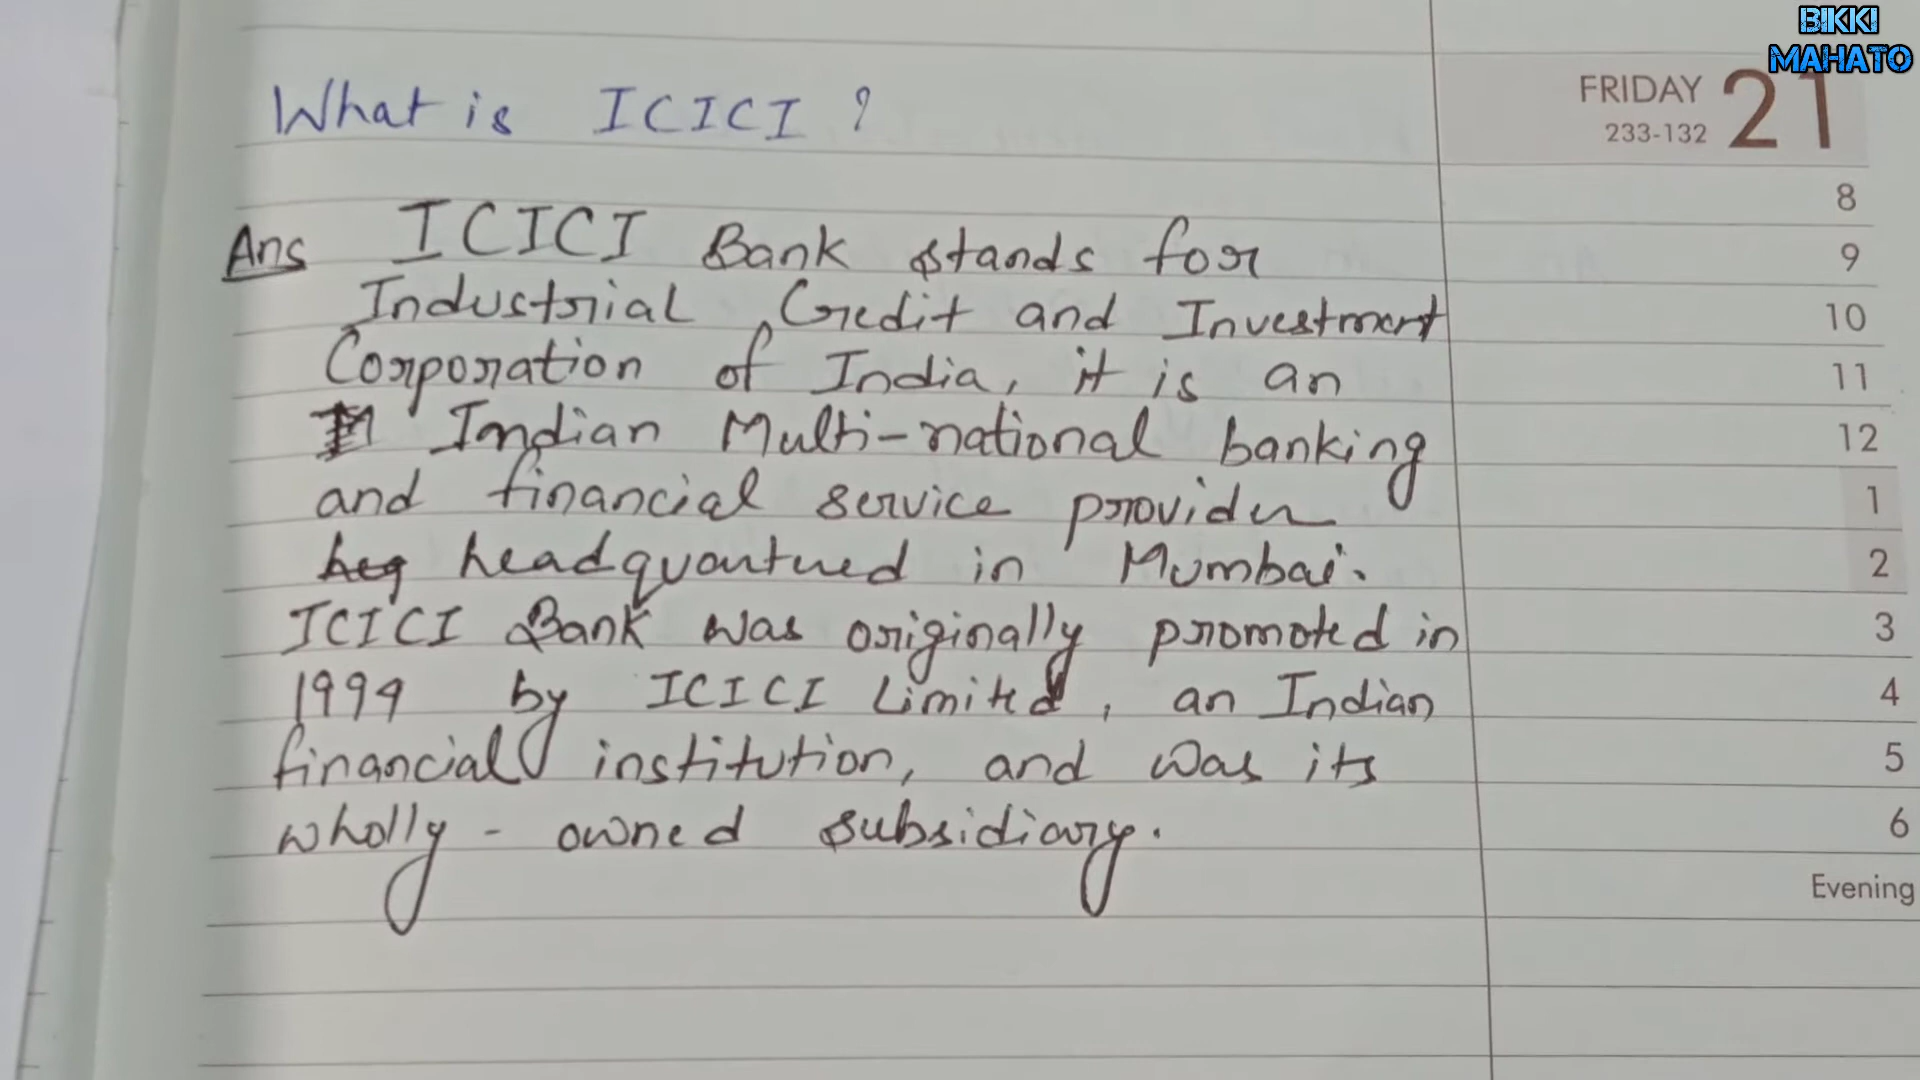 BIKKI
MAHATO
FRIDAY 21
233-132
What is ICICI ?
Ans ICICI Bank stands for
Industrial, Credit and Investment
Corporation of India, it is an
Indian Multi-national banking
and financial service provider
heq headquartured in Mumbai.
ICICI Bank was originally promoted in
1994 by ICICI Limited, an Indian
financial institution, and was its
wholly - owned subsidiary.
8
9
10
11
12
1
2
3
4
5
6
Evening